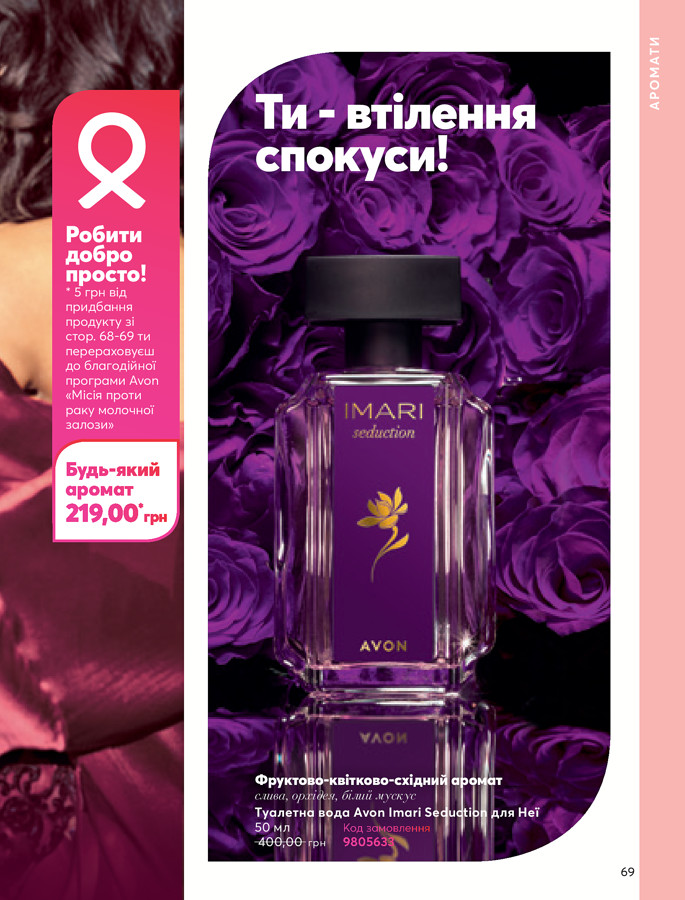 АРОМАТИ
Ти - втілення
спокуси!
Робити
добро
просто!
* 5 грн від
придбання
продукту зі
стор. 68-69 ти
перераховуєш
до благодійної
програми Avon
«Місія проти
раку молочної
залози»
Будь-який
аромат
219,00* грн
IMARI
seduction
AVON
AVON
Фруктово-квітково-східний аромат
слива, орхідея, білий мускус
Туалетна вода Avon Imari Seduction для Неї
50 мл Код замовлення
400,00 грн 9805633
69